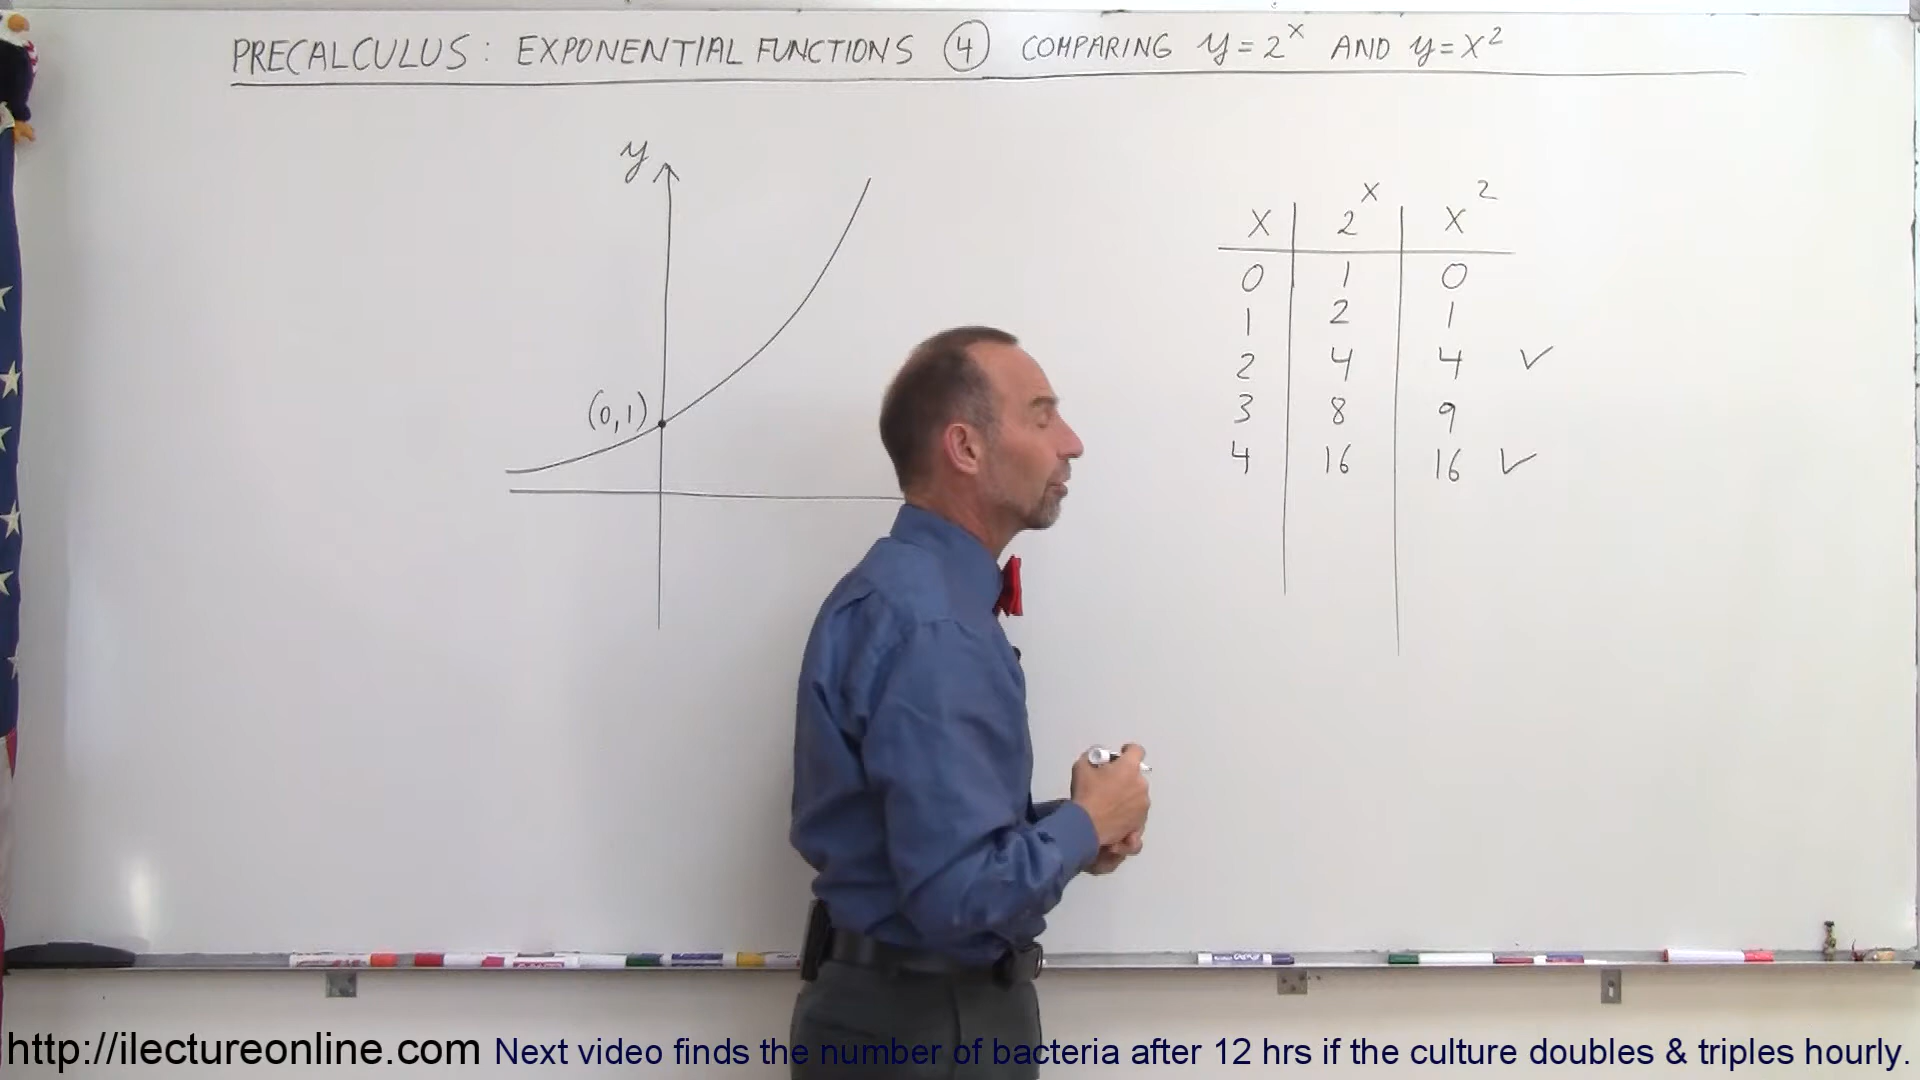 PRECALCULUS: EXPONENTIAL FUNCTIONS ④ COMPARING y=2^x AND y=x^2
y
(0,1)
x | 2^x | x^2
0 | 1 | 0
1 | 2 | 1
2 | 4 | 4 ✓
3 | 8 | 9
4 | 16 | 16 ✓
http://ilectureonline.com Next video finds the number of bacteria after 12 hrs if the culture doubles & triples hourly.